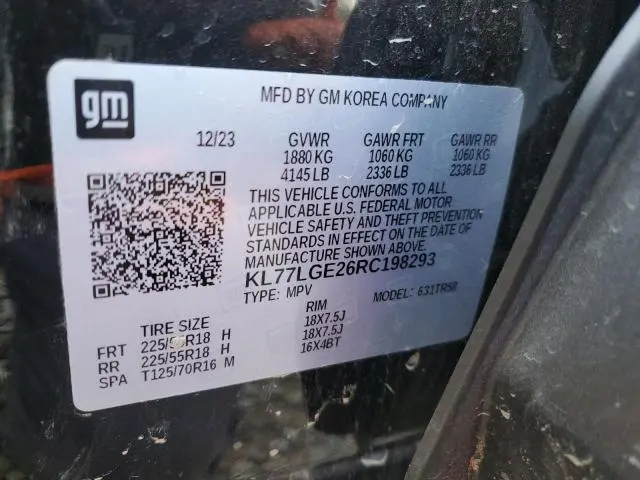 gm
MFD BY GM KOREA COMPANY
12/23 GVWR GAWR FRT GAWR RR
1880 KG 1060 KG 1060 KG
4145 LB 2336 LB 2336 LB
THIS VEHICLE CONFORMS TO ALL
APPLICABLE U.S. FEDERAL MOTOR
VEHICLE SAFETY AND THEFT PREVENTION
STANDARDS IN EFFECT ON THE DATE OF
MANUFACTURE SHOWN ABOVE.
KL77LGE26RC198293
TYPE: MPV MODEL:
TIRE SIZE RIM
FRT H 18X7.5J
RR 225/55R18 H 18X7.5J
SPA T125/70R16 M 16X4BT